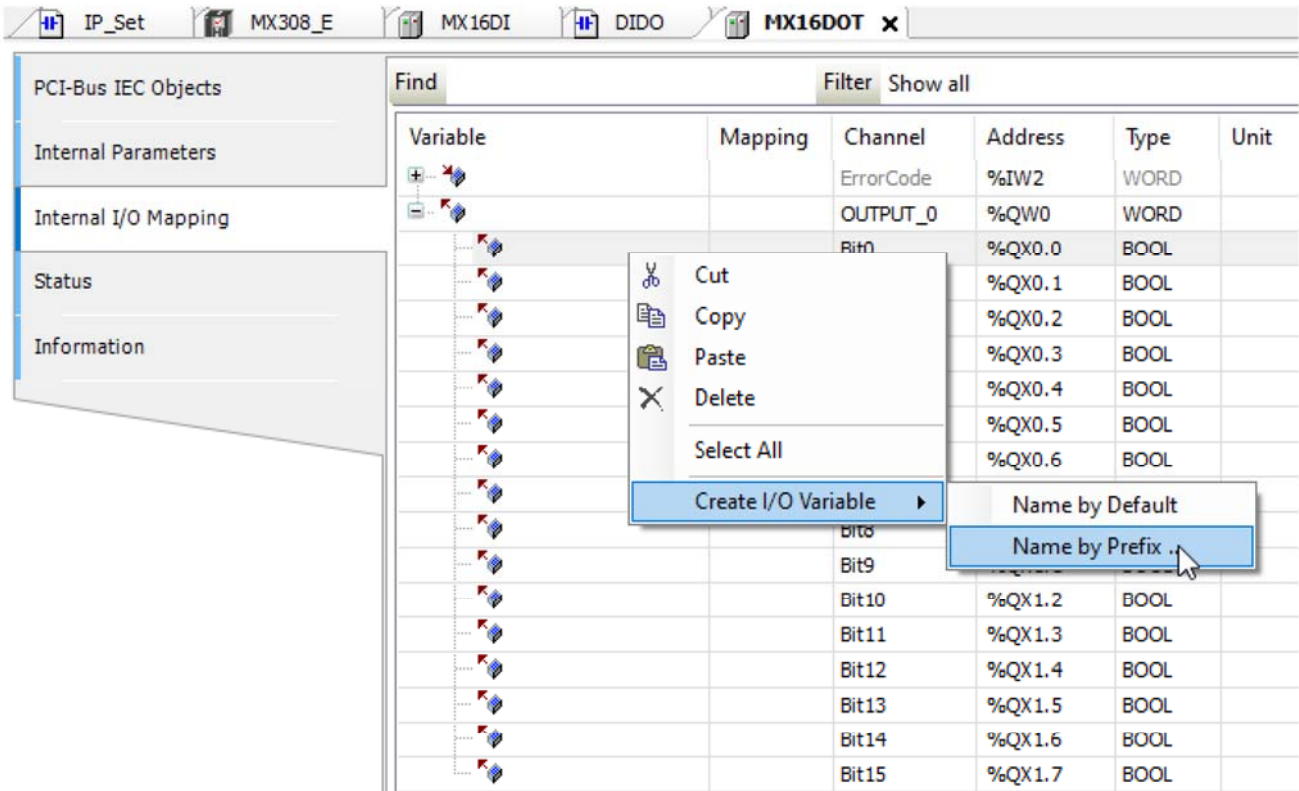 IP_Set MX308_E MX16DI DIDO MX16DOT
PCI-Bus IEC Objects
Internal Parameters
Internal I/O Mapping
Status
Information
Find Filter Show all
Variable Mapping Channel Address Type Unit
ErrorCode %IW2 WORD
OUTPUT_0 %QW0 WORD
Bit0 %QX0.0 BOOL
%QX0.1 BOOL
%QX0.2 BOOL
%QX0.3 BOOL
%QX0.4 BOOL
%QX0.5 BOOL
%QX0.6 BOOL
Cut
Copy
Paste
Delete
Select All
Create I/O Variable
Name by Default
Name by Prefix ..
Bit8
Bit9
Bit10 %QX1.2 BOOL
Bit11 %QX1.3 BOOL
Bit12 %QX1.4 BOOL
Bit13 %QX1.5 BOOL
Bit14 %QX1.6 BOOL
Bit15 %QX1.7 BOOL